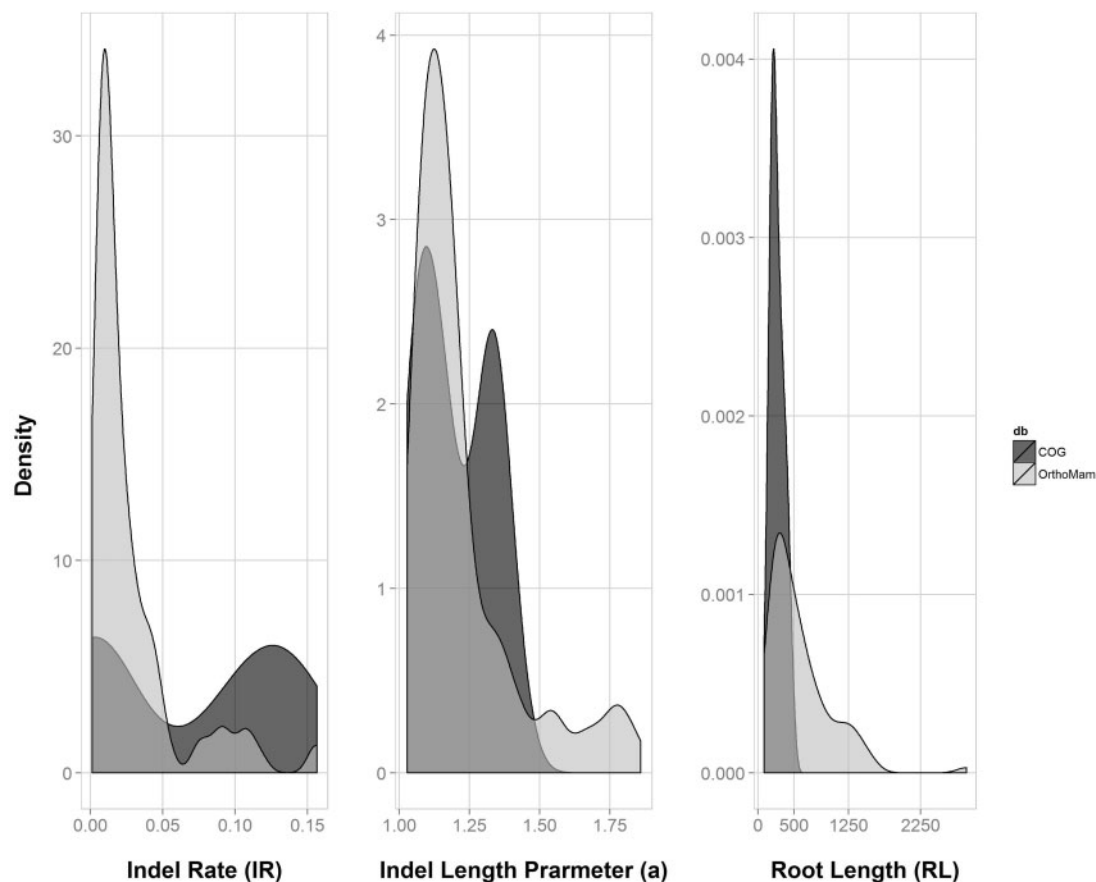 Density
30
20
10
0
0.00 0.05 0.10 0.15
Indel Rate (IR)
4
3
2
1
0
1.00 1.25 1.50 1.75
Indel Length Prarmeter (a)
0.004
0.003
0.002
0.001
0.000
0 500 1250 2250
Root Length (RL)
db
COG
OrthoMam